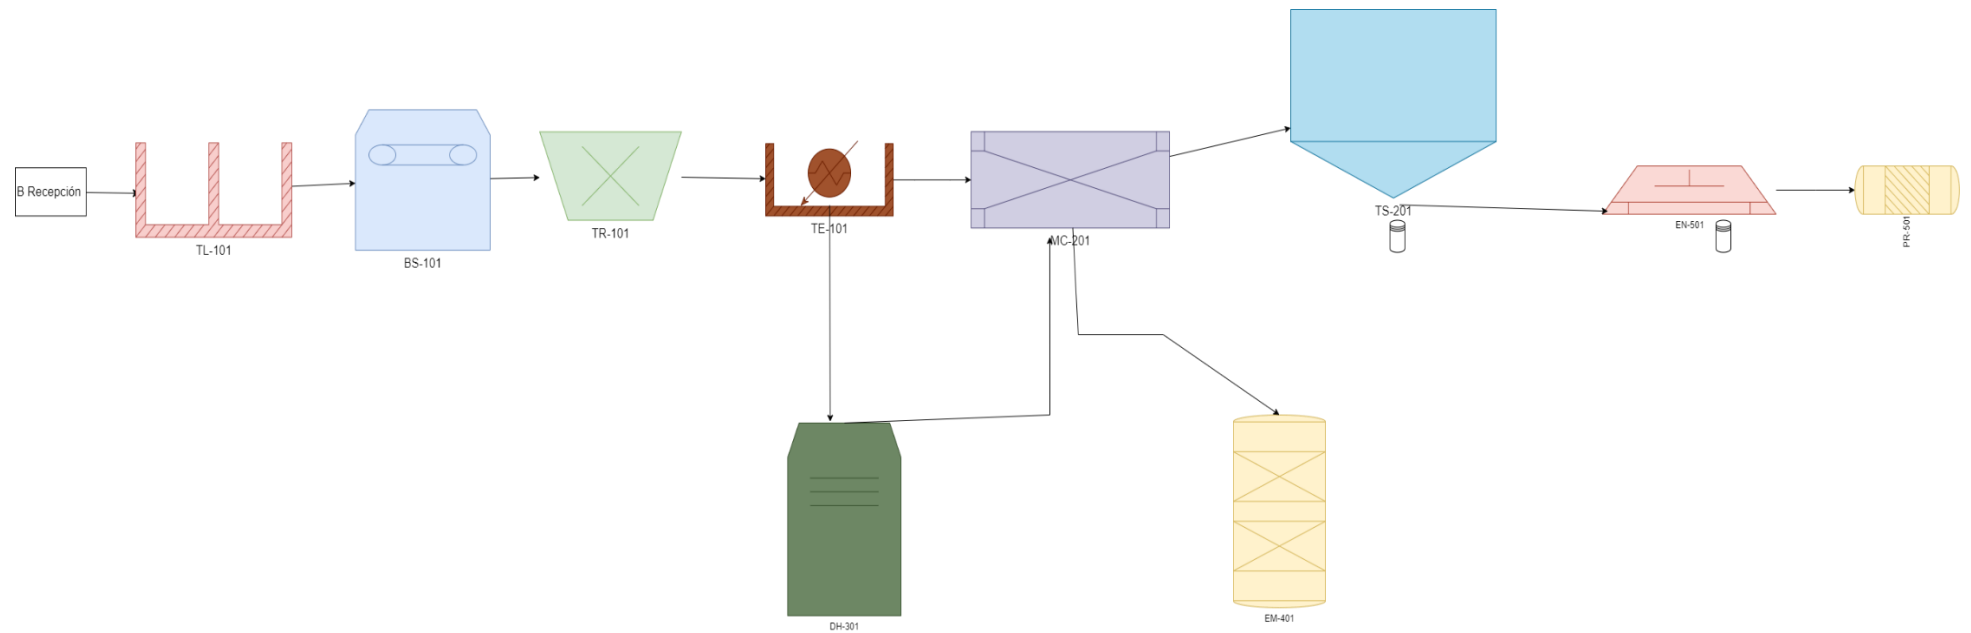 B Recepción
TL-101
BS-101
TR-101
TE-101
MC-201
TS-201
EN-501
PR-501
DH-301
EM-401